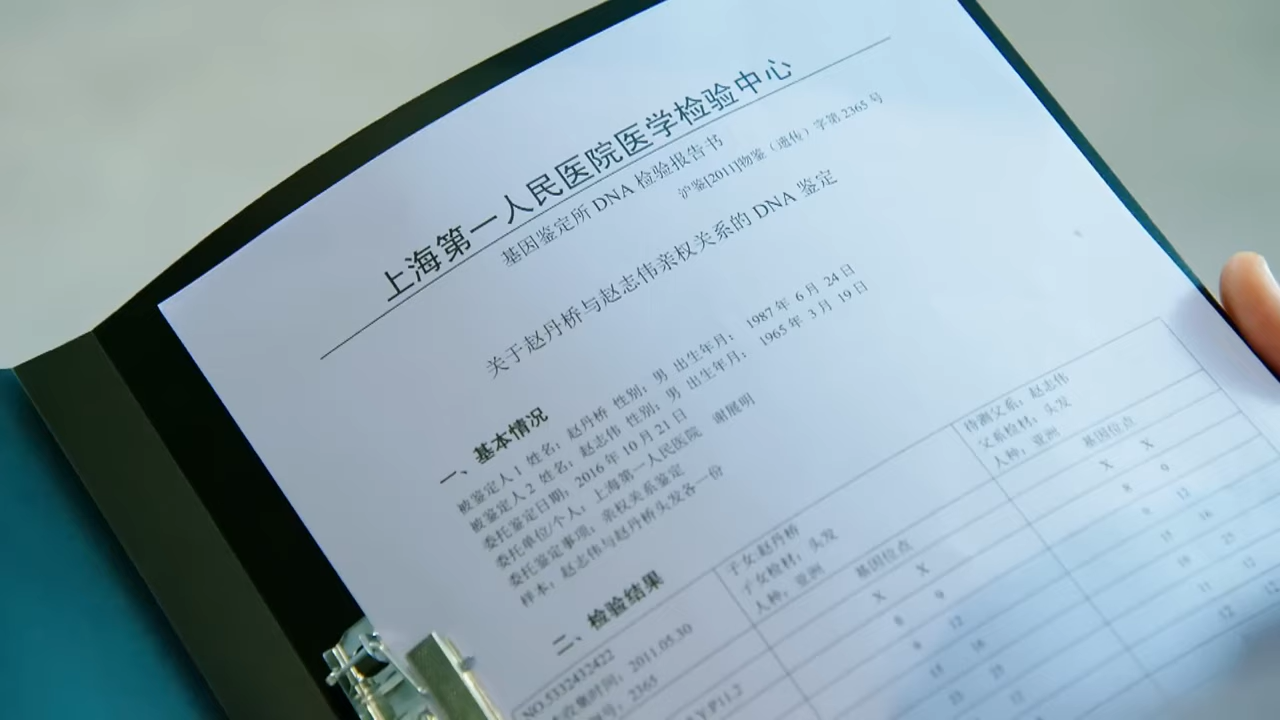 上海第一人民医院医学检验中心
基因鉴定所 DNA 检验报告书
沪鉴[2011]物鉴（遗传）字第 2365 号
关于赵丹桥与赵志伟亲权关系的 DNA 鉴定
一、基本情况
被鉴定人1 姓名：赵丹桥 性别：男 出生年月：1987 年 6 月 24 日
被鉴定人2 姓名：赵志伟 性别：男 出生年月：1965 年 3 月 19 日
委托鉴定日期：2016 年 10 月 21 日
委托单位/个人：上海第一人民医院 谢展明
委托鉴定事项：亲权关系鉴定
样本：赵志伟与赵丹桥头发各一份
二、检验结果
NO.5332432422
收集时间：2011.05.30
2365
子女:赵丹桥
子女检材：头发
人种，亚洲
待测父系：赵志伟
父系检材：头发
人种，亚洲
基因位点
基因位点
X X
X X
8 9
8 9
9 12
9 12
15 16